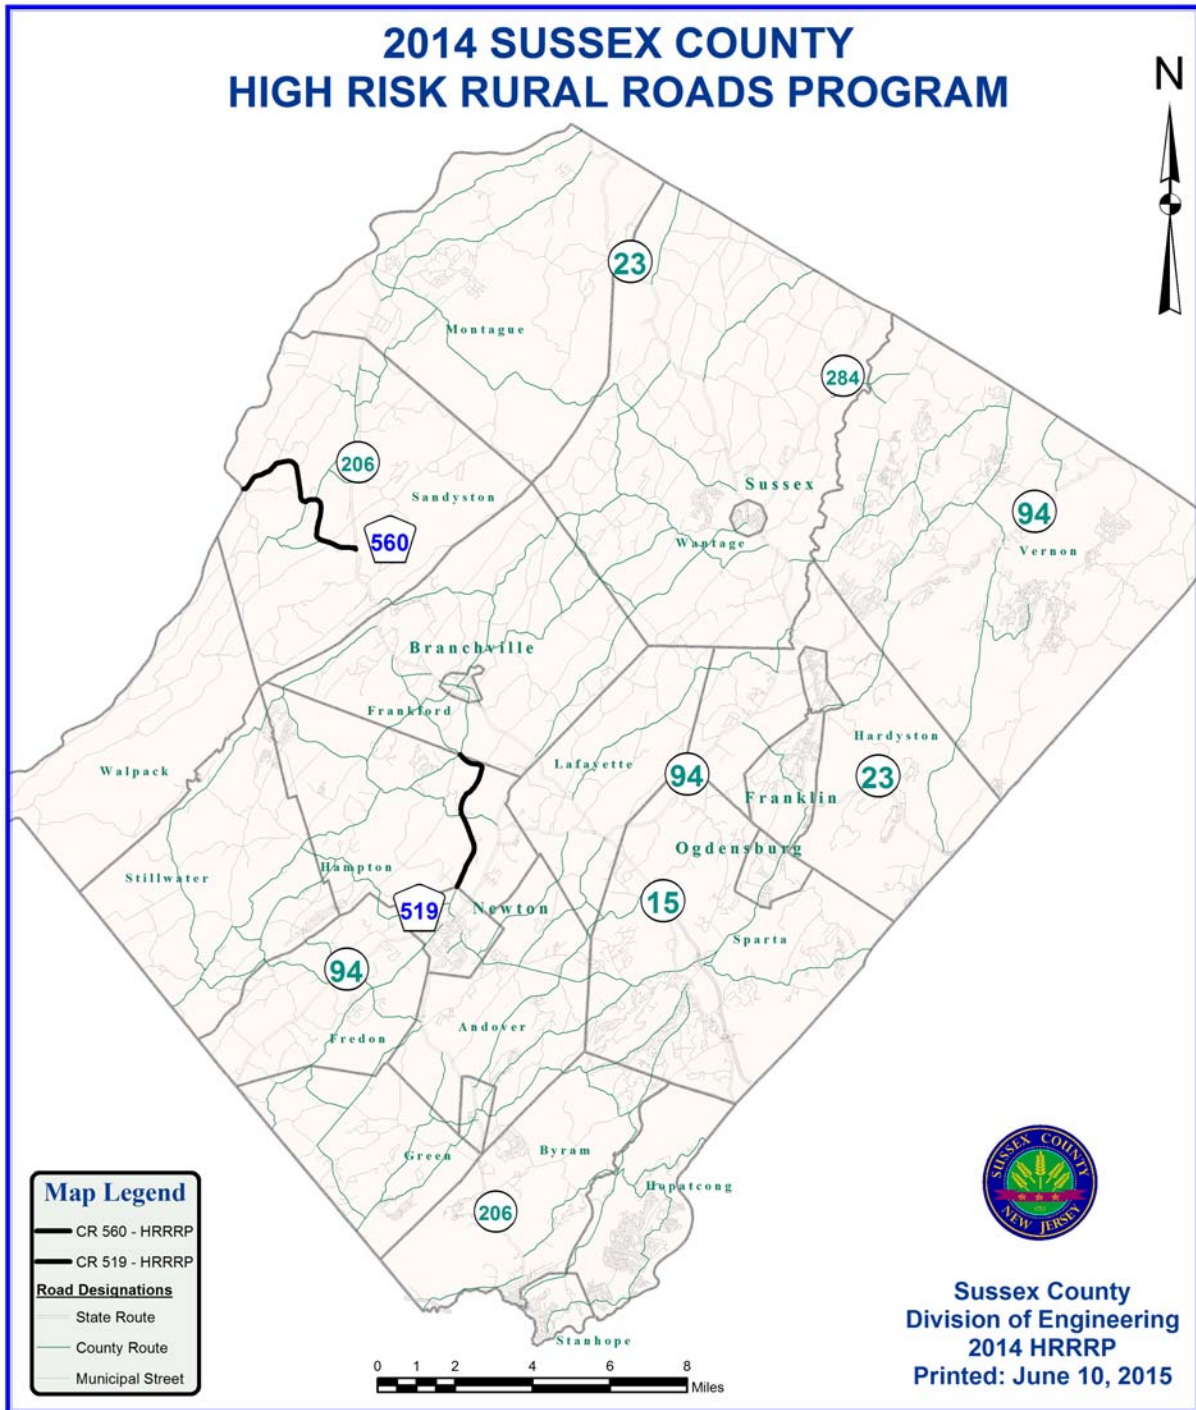 2014 SUSSEX COUNTY
HIGH RISK RURAL ROADS PROGRAM
N
23
Montague
284
206
Sandyston
Sussex
94
560
Wantage
Vernon
Branchville
Frankford
Walpack
Lafayette
94
Hardyston
23
Franklin
Ogdensburg
Stillwater
Hampton
519
Newton
15
Sparta
94
Fredon
Andover
Green
Byram
Hopatcong
206
Stanhope
Map Legend
CR 560 - HRRRP
CR 519 - HRRRP
Road Designations
State Route
County Route
Municipal Street
0 1 2 4 6 8
Miles
SUSSEX COUNTY
NEW JERSEY
Sussex County
Division of Engineering
2014 HRRRP
Printed: June 10, 2015